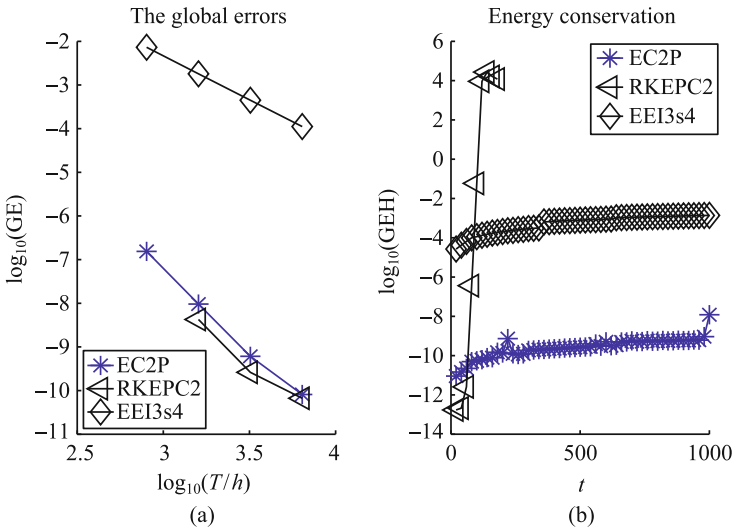 The global errors
−2
−3
−4
−5
−6
−7
−8
−9
−10
−11
log10(GE)
EC2P
RKEPC2
EEI3s4
2.5
3
3.5
4
log10(T/h)
(a)
Energy conservation
6
4
2
0
−2
−4
−6
−8
−10
−12
−14
log10(GEH)
EC2P
RKEPC2
EEI3s4
0
500
1000
t
(b)